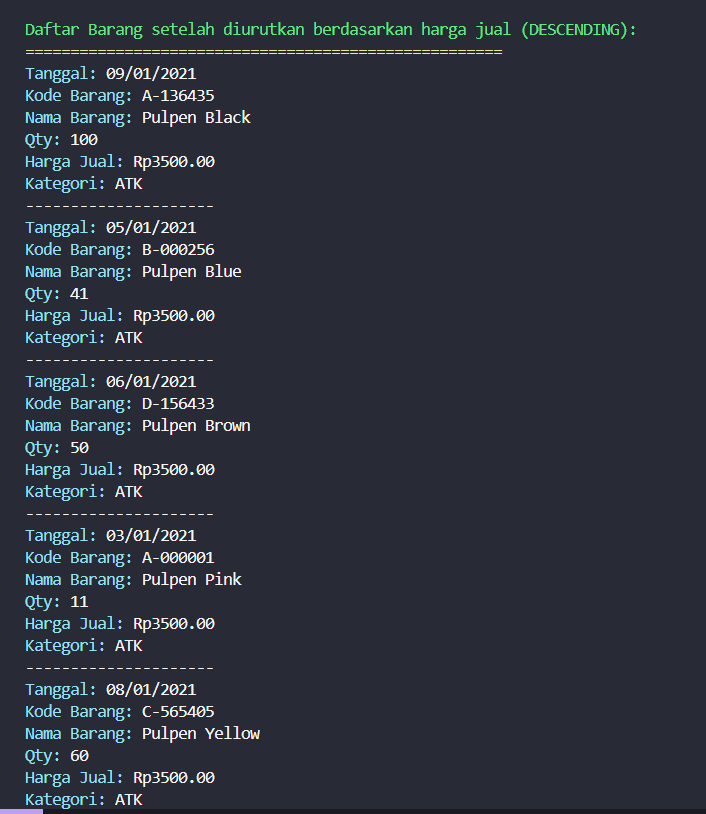 Daftar Barang setelah diurutkan berdasarkan harga jual (DESCENDING):
=====================================================
Tanggal: 09/01/2021
Kode Barang: A-136435
Nama Barang: Pulpen Black
Qty: 100
Harga Jual: Rp3500.00
Kategori: ATK
---------------------
Tanggal: 05/01/2021
Kode Barang: B-000256
Nama Barang: Pulpen Blue
Qty: 41
Harga Jual: Rp3500.00
Kategori: ATK
---------------------
Tanggal: 06/01/2021
Kode Barang: D-156433
Nama Barang: Pulpen Brown
Qty: 50
Harga Jual: Rp3500.00
Kategori: ATK
---------------------
Tanggal: 03/01/2021
Kode Barang: A-000001
Nama Barang: Pulpen Pink
Qty: 11
Harga Jual: Rp3500.00
Kategori: ATK
---------------------
Tanggal: 08/01/2021
Kode Barang: C-565405
Nama Barang: Pulpen Yellow
Qty: 60
Harga Jual: Rp3500.00
Kategori: ATK